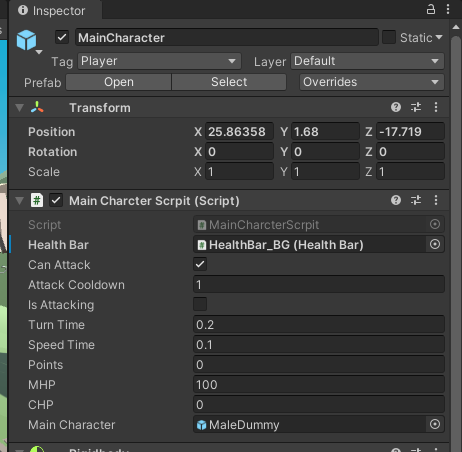 Inspector
MainCharacter Static
Tag Player Layer Default
Prefab Open Select Overrides
Transform
Position X 25.86358 Y 1.68 Z -17.719
Rotation X 0 Y 0 Z 0
Scale X 1 Y 1 Z 1
# Main Charcter Scrpit (Script)
Script # MainCharcterScrpit
Health Bar # HealthBar_BG (Health Bar)
Can Attack
Attack Cooldown 1
Is Attacking
Turn Time 0.2
Speed Time 0.1
Points 0
MHP 100
CHP 0
Main Character MaleDummy
Rigidbody